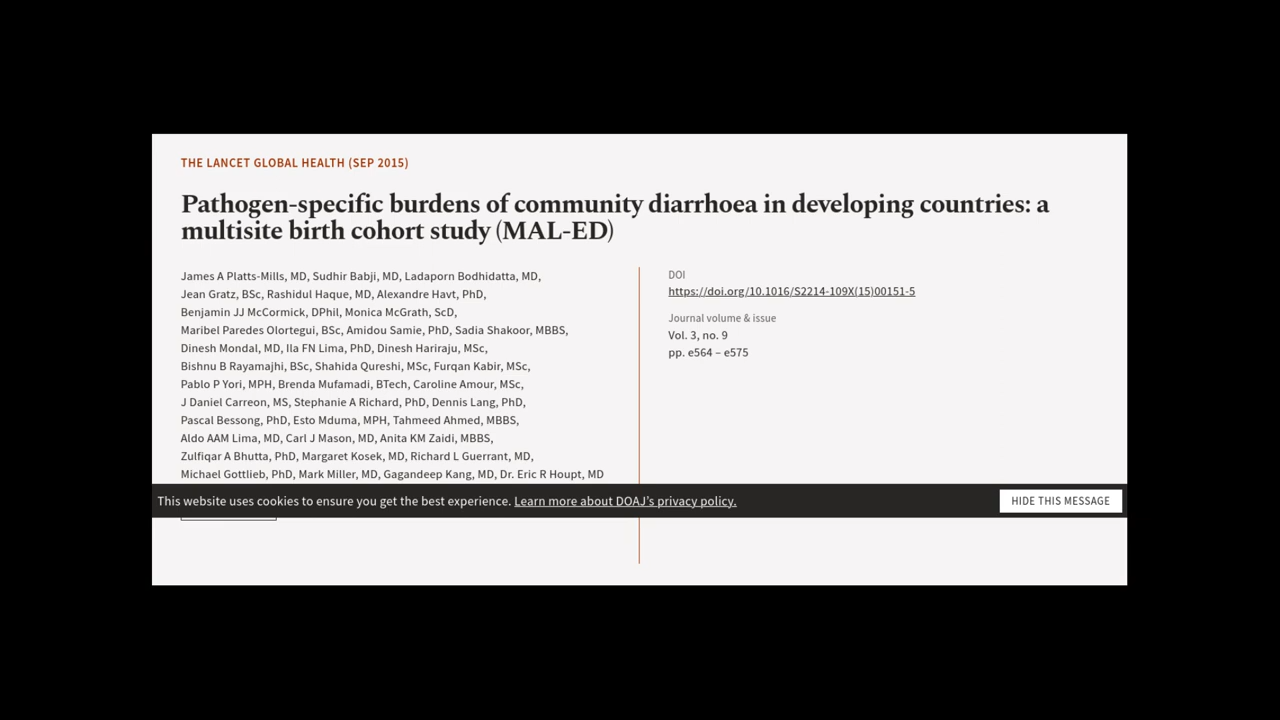 THE LANCET GLOBAL HEALTH (SEP 2015)
Pathogen-specific burdens of community diarrhoea in developing countries: a
multisite birth cohort study (MAL-ED)
James A Platts-Mills, MD, Sudhir Babji, MD, Ladaporn Bodhidatta, MD,
Jean Gratz, BSc, Rashidul Haque, MD, Alexandre Havt, PhD,
Benjamin JJ McCormick, DPhil, Monica McGrath, ScD,
Maribel Paredes Olortegui, BSc, Amidou Samie, PhD, Sadia Shakoor, MBBS,
Dinesh Mondal, MD, Ila FN Lima, PhD, Dinesh Hariraju, MSc,
Bishnu B Rayamajhi, BSc, Shahida Qureshi, MSc, Furqan Kabir, MSc,
Pablo P Yori, MPH, Brenda Mufamadi, BTech, Caroline Amour, MSc,
J Daniel Carreon, MS, Stephanie A Richard, PhD, Dennis Lang, PhD,
Pascal Bessong, PhD, Esto Mduma, MPH, Tahmeed Ahmed, MBBS,
Aldo AAM Lima, MD, Carl J Mason, MD, Anita KM Zaidi, MBBS,
Zulfiqar A Bhutta, PhD, Margaret Kosek, MD, Richard L Guerrant, MD,
Michael Gottlieb, PhD, Mark Miller, MD, Gagandeep Kang, MD, Dr. Eric R Houpt, MD
DOI
https://doi.org/10.1016/S2214-109X(15)00151-5
Journal volume & issue
Vol. 3, no. 9
pp. e564 – e575
This website uses cookies to ensure you get the best experience. Learn more about DOAJ's privacy policy.
HIDE THIS MESSAGE